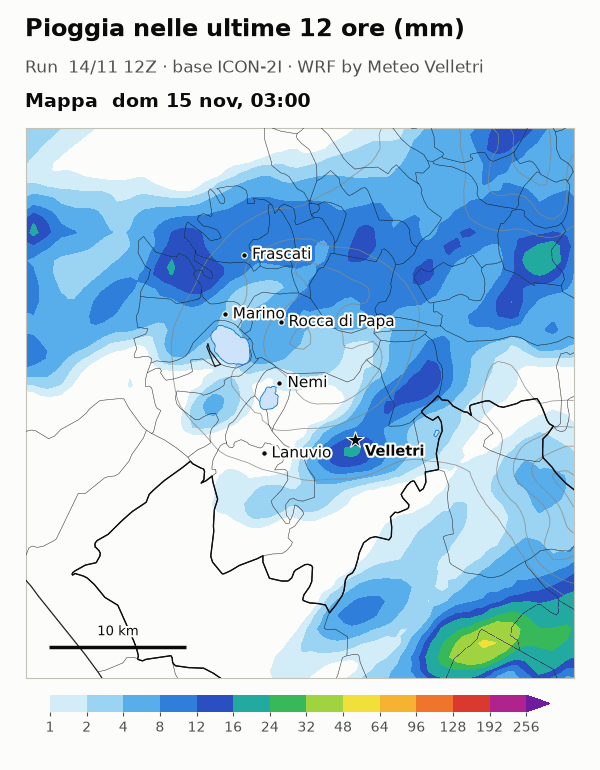 Pioggia nelle ultime 12 ore (mm)
Run 14/11 12Z · base ICON-2I · WRF by Meteo Velletri
Mappa dom 15 nov, 03:00
Frascati
Marino
Rocca di Papa
Nemi
Velletri
Lanuvio
10 km
1 2 4 8 12 16 24 32 48 64 96 128 192 256